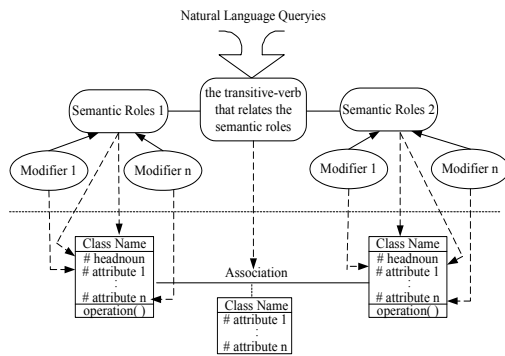 Natural Language Queryies
the transitive-verb
that relates the
semantic roles
Semantic Roles 1
Semantic Roles 2
Modifier 1
Modifier n
Modifier 1
Modifier n
Class Name
# headnoun
# attribute 1
:
# attribute n
operation( )
Association
Class Name
# attribute 1
:
# attribute n
Class Name
# headnoun
# attribute 1
:
# attribute n
operation( )